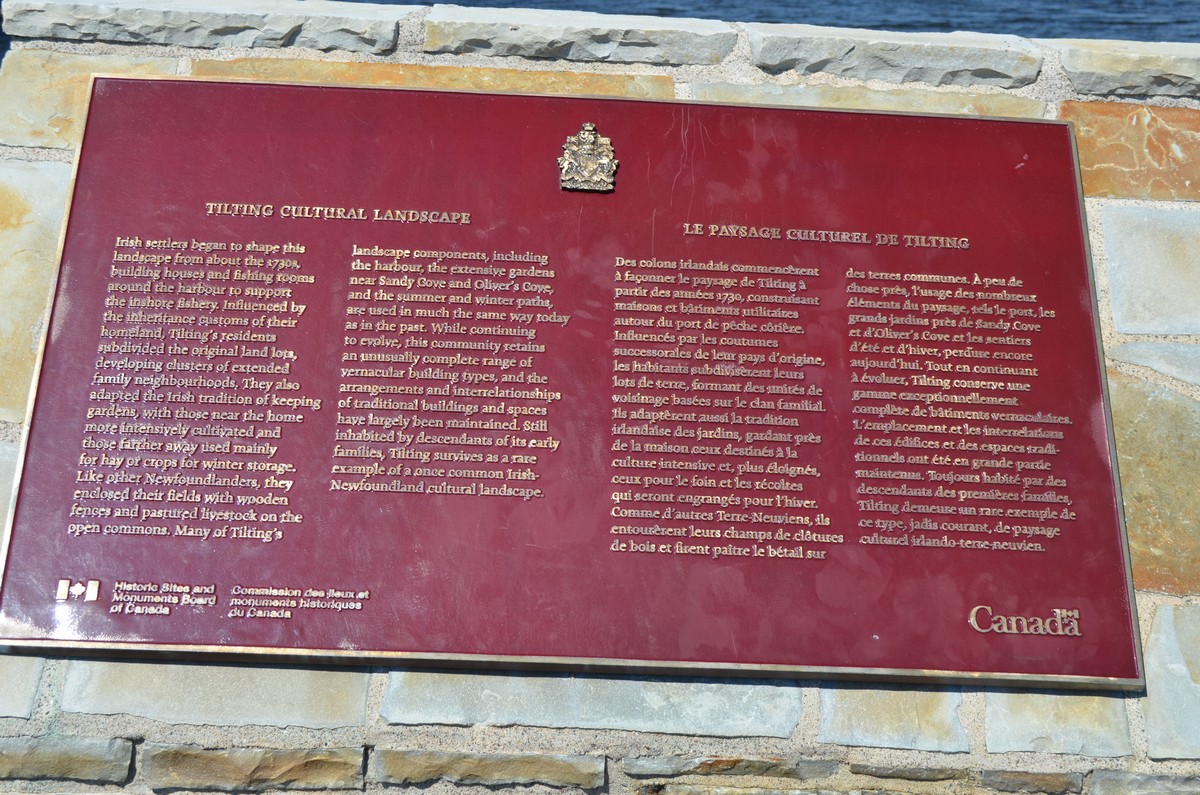 TILTING CULTURAL LANDSCAPE
Irish settlers began to shape this
landscape from about the 1730s,
building houses and fishing rooms
around the harbour to support
the inshore fishery. Influenced by
the inheritance customs of their
homeland, Tilting's residents
subdivided the original land lots,
developing clusters of extended
family neighbourhoods. They also
adapted the Irish tradition of keeping
gardens, with those near the home
more intensively cultivated and
those farther away used mainly
for hay or crops for winter storage.
Like other Newfoundlanders, they
enclosed their fields with wooden
fences and pastured livestock on the
open commons. Many of Tilting's
landscape components, including
the harbour, the extensive gardens
near Sandy Cove and Oliver's Cove,
and the summer and winter paths,
are used in much the same way today
as in the past. While continuing
to evolve, this community retains
an unusually complete range of
vernacular building types, and the
arrangements and interrelationships
of traditional buildings and spaces
have largely been maintained. Still
inhabited by descendants of its early
families, Tilting survives as a rare
example of a once common Irish-
Newfoundland cultural landscape.
LE PAYSAGE CULTUREL DE TILTING
Des colons irlandais commencèrent
à façonner le paysage de Tilting à
partir des années 1730, construisant
maisons et bâtiments utilitaires
autour du port de pêche côtière.
Influencés par les coutumes
successorales de leur pays d'origine,
les habitants subdivisèrent leurs
lots de terre, formant des unités de
voisinage basées sur le clan familial.
Ils adaptèrent aussi la tradition
irlandaise des jardins, gardant près
de la maison ceux destinés à la
culture intensive et, plus éloignés,
ceux pour le foin et les récoltes
qui seront engrangés pour l'hiver.
Comme d'autres Terre-Neuviens, ils
entourèrent leurs champs de clôtures
de bois et firent paître le bétail sur
des terres communes. À peu de
chose près, l'usage des nombreux
éléments du paysage, tels le port, les
grands jardins près de Sandy Cove
et d'Oliver's Cove et les sentiers
d'été et d'hiver, perdure encore
aujourd'hui. Tout en continuant
à évoluer, Tilting conserve une
gamme exceptionnellement
complète de bâtiments vernaculaires.
L'emplacement et les interrelations
de ces édifices et des espaces tradi-
tionnels ont été en grande partie
maintenus. Toujours habité par des
descendants des premières familles,
Tilting demeure un rare exemple de
ce type, jadis courant, de paysage
culturel irlando-terre-neuvien.
Historic Sites and
Monuments Board
of Canada
Commission des lieux et
monuments historiques
du Canada
Canada